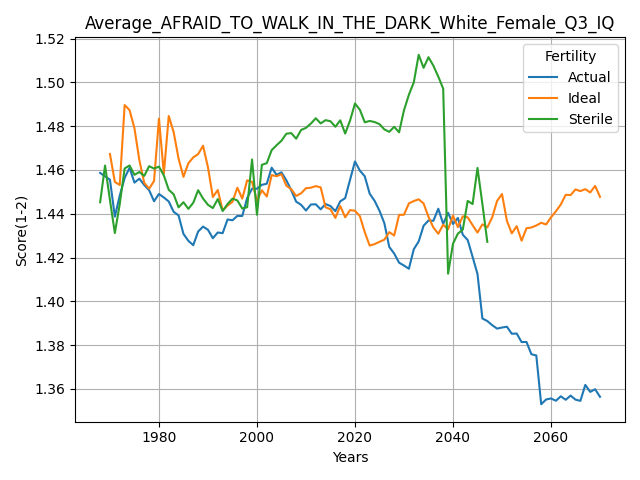 Average_AFRAID_TO_WALK_IN_THE_DARK_White_Female_Q3_IQ
Fertility
Actual
Ideal
Sterile
Score(1-2)
1.52
1.50
1.48
1.46
1.44
1.42
1.40
1.38
1.36
1980
2000
2020
2040
2060
Years